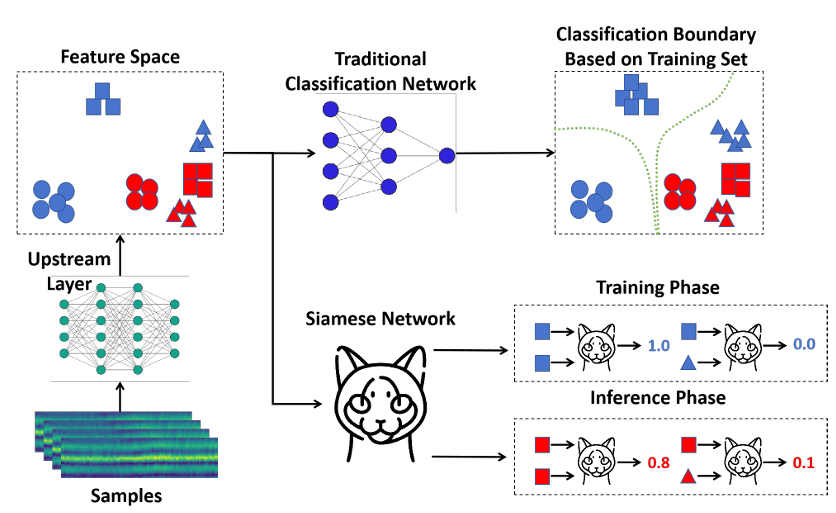 Feature Space
Traditional
Classification Network
Classification Boundary
Based on Training Set
Upstream
Layer
Samples
Siamese Network
Training Phase
1.0
0.0
Inference Phase
0.8
0.1